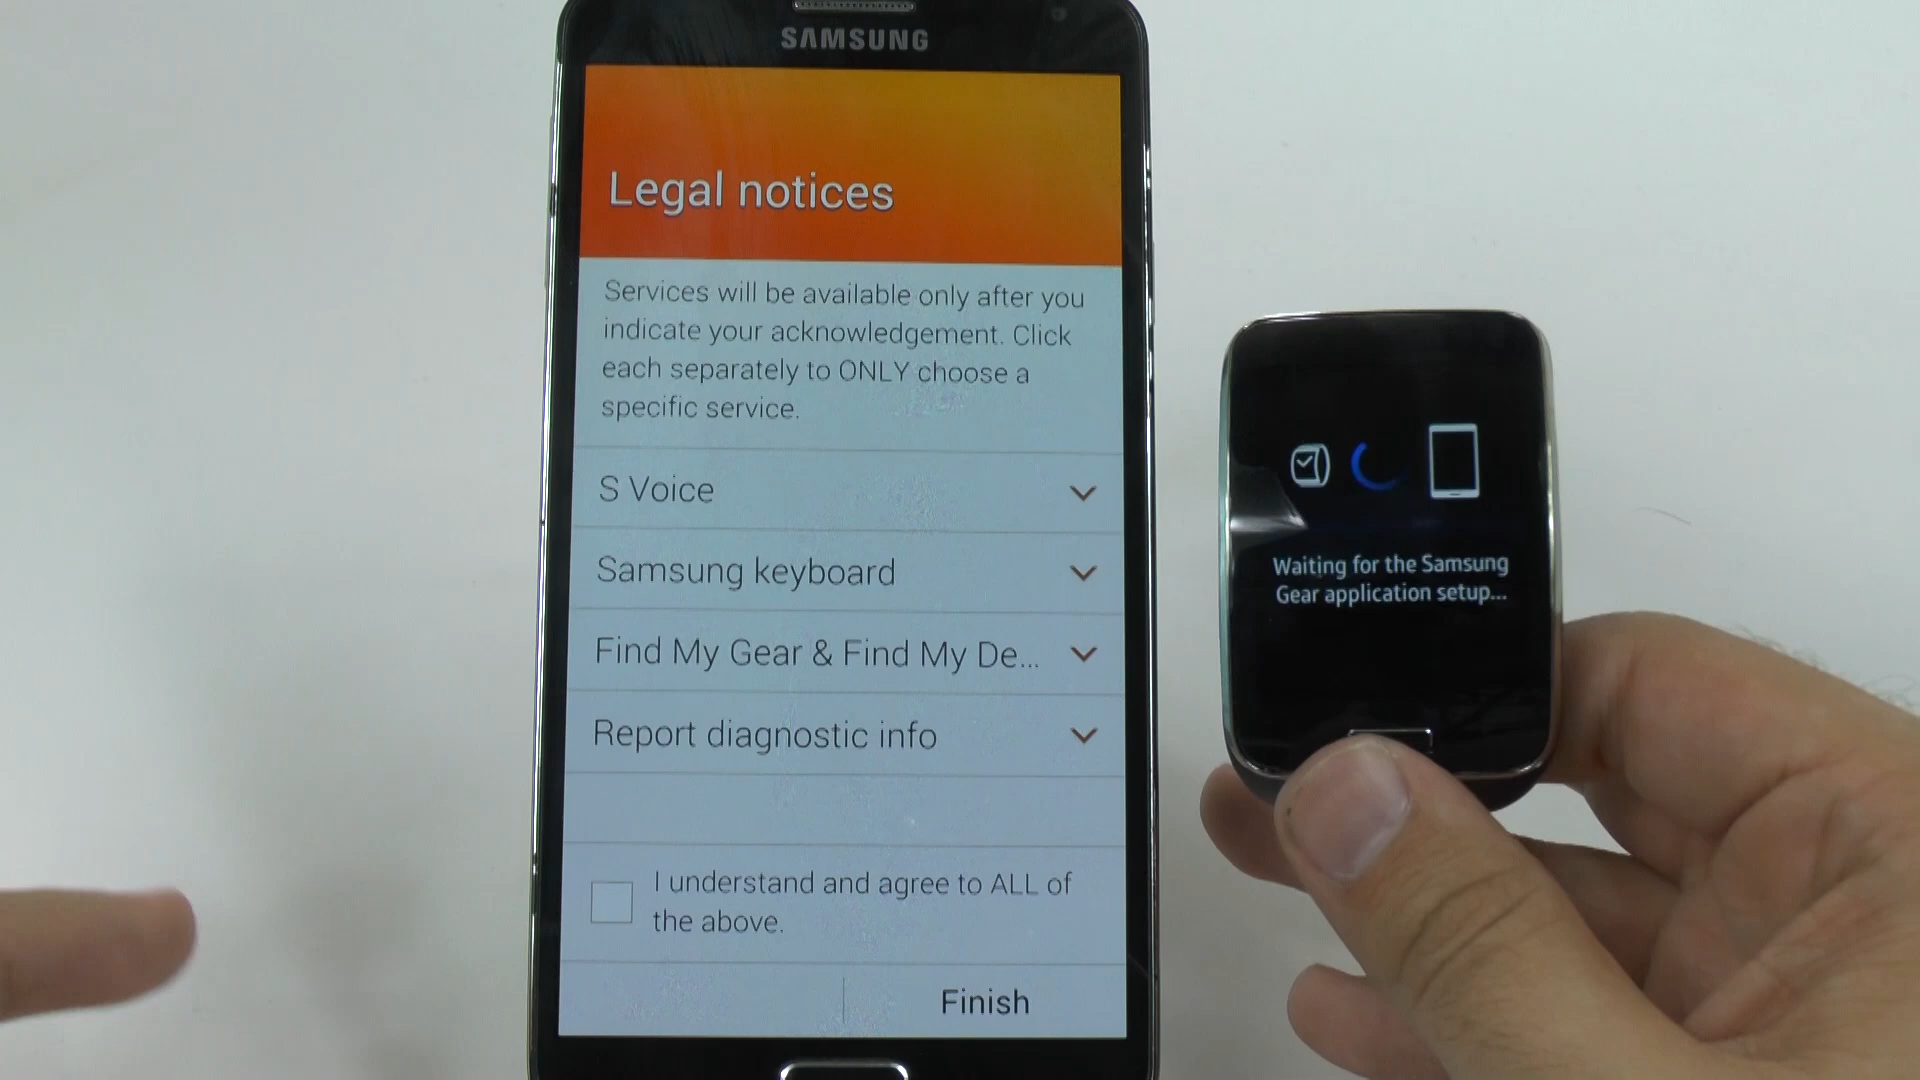 SAMSUNG
Legal notices
Services will be available only after you
indicate your acknowledgement. Click
each separately to ONLY choose a
specific service.
S Voice
Samsung keyboard
Find My Gear & Find My De...
Report diagnostic info
I understand and agree to ALL of
the above.
Finish
Waiting for the Samsung
Gear application setup...